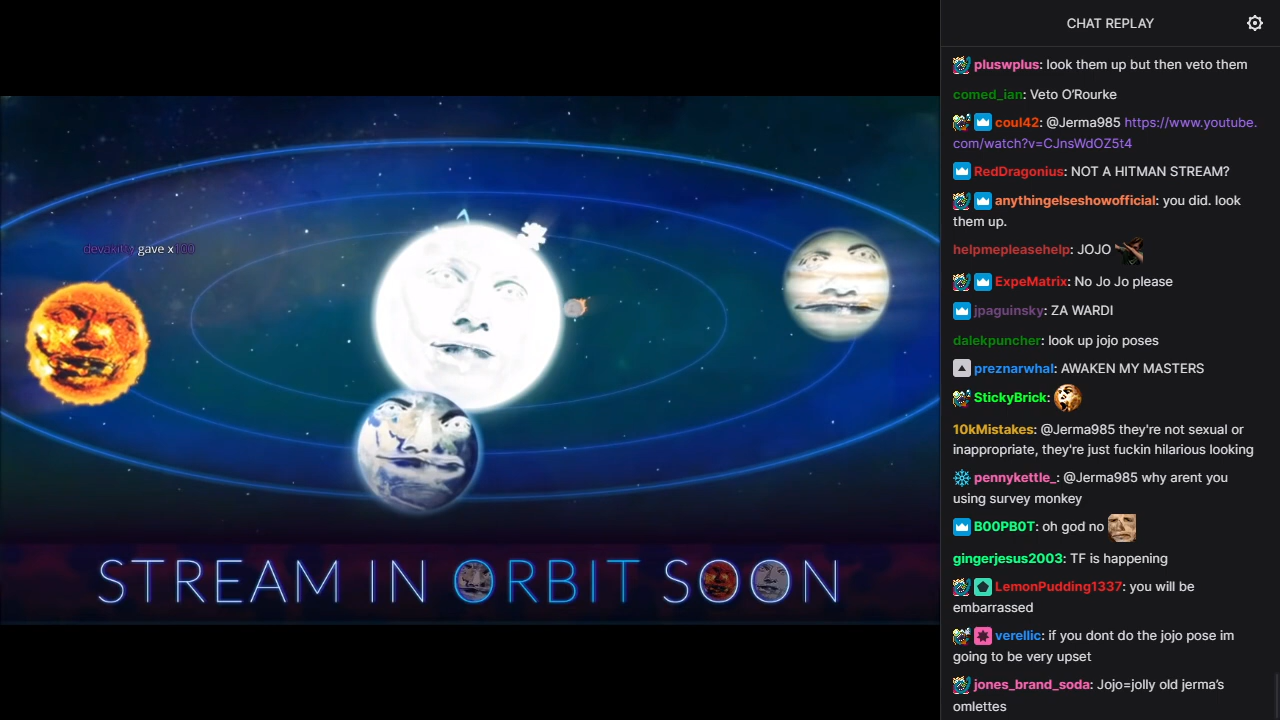 devakitty gave x100
STREAM IN ORBIT SOON
CHAT REPLAY
pluswplus: look them up but then veto them
comed_ian: Veto O’Rourke
coul42: @Jerma985 https://www.youtube.
com/watch?v=CJnsWdOZ5t4
RedDragonius: NOT A HITMAN STREAM?
anythingelseshowofficial: you did. look
them up.
helpmepleasehelp: JOJO
ExpeMatrix: No Jo Jo please
jpaguinsky: ZA WARDI
dalekpuncher: look up jojo poses
preznarwhal: AWAKEN MY MASTERS
StickyBrick:
10kMistakes: @Jerma985 they're not sexual or
inappropriate, they're just fuckin hilarious looking
pennykettle_: @Jerma985 why arent you
using survey monkey
B00PB0T: oh god no
gingerjesus2003: TF is happening
LemonPudding1337: you will be
embarrassed
verellic: if you dont do the jojo pose im
going to be very upset
jones_brand_soda: Jojo=jolly old jerma’s
omlettes